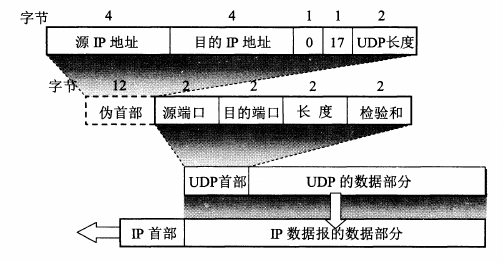 字节 4 4 1 1 2
源 IP 地址 目的 IP 地址 0 17 UDP长度
字节 12 2 2 2 2
伪首部 源端口 目的端口 长 度 检验和
UDP首部 UDP 的数据部分
IP 首部 IP 数据报的数据部分